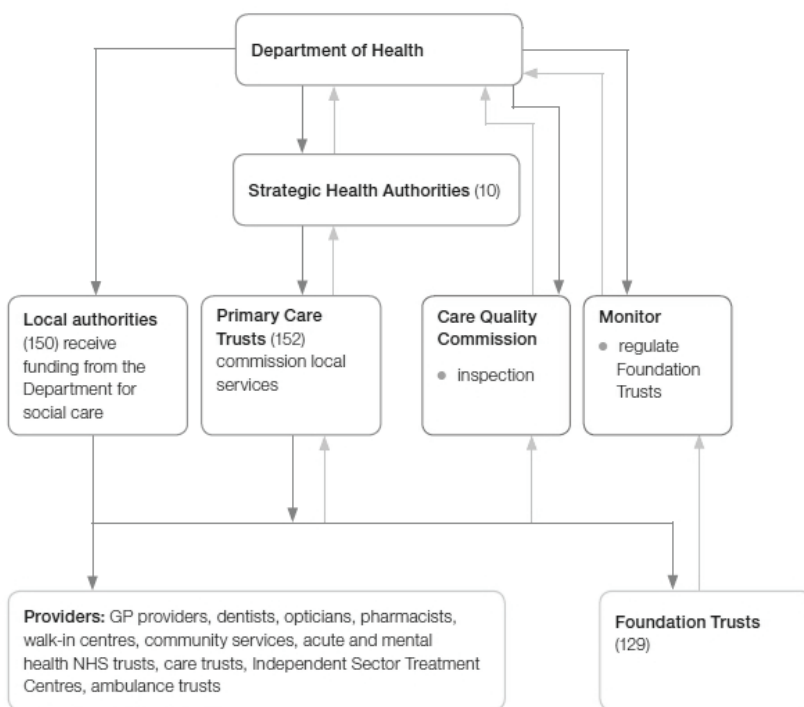 Department of Health
Strategic Health Authorities (10)
Local authorities
(150) receive
funding from the
Department for
social care
Primary Care
Trusts (152)
commission local
services
Care Quality
Commission
• inspection
Monitor
• regulate
Foundation
Trusts
Providers: GP providers, dentists, opticians, pharmacists,
walk-in centres, community services, acute and mental
health NHS trusts, care trusts, Independent Sector Treatment
Centres, ambulance trusts
Foundation Trusts
(129)